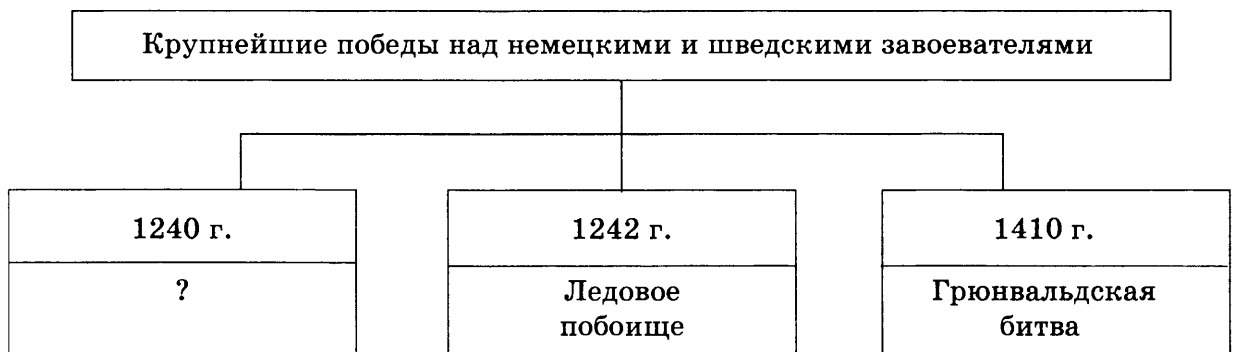 Крупнейшие победы над немецкими и шведскими завоевателями
1240 г.
?
1242 г.
Ледовое
побоище
1410 г.
Грюнвальдская
битва